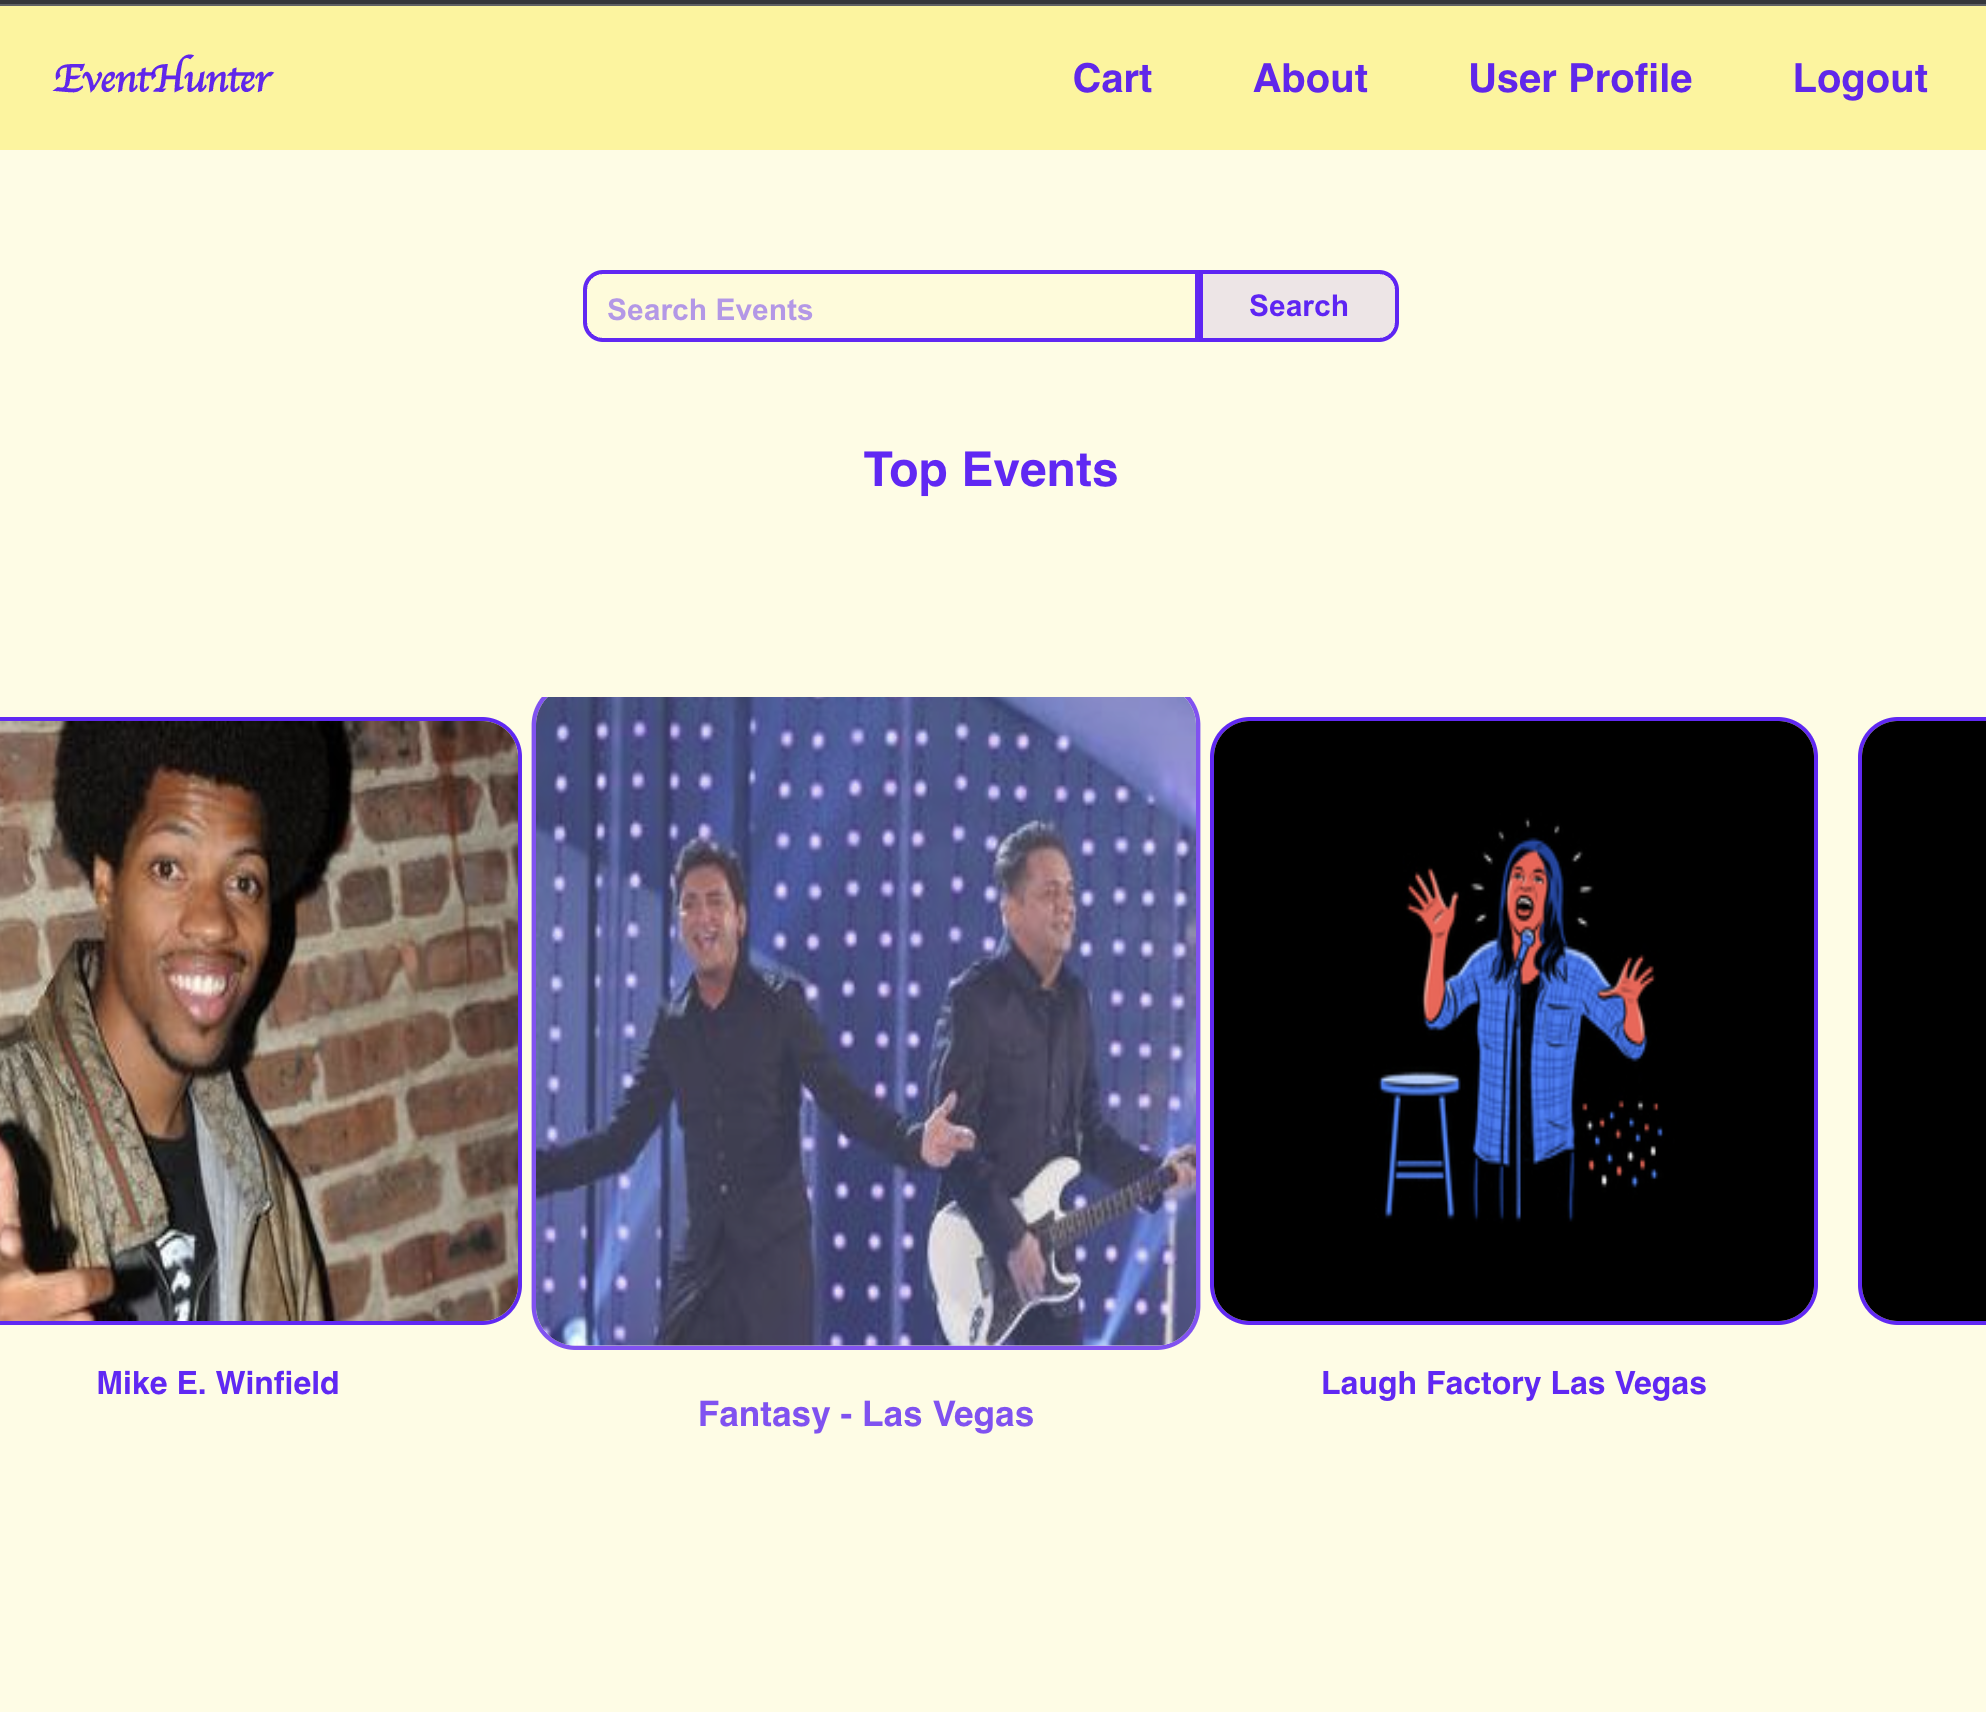 EventHunter
Cart
About
User Profile
Logout
Search Events
Search
Top Events
Mike E. Winfield
Fantasy - Las Vegas
Laugh Factory Las Vegas